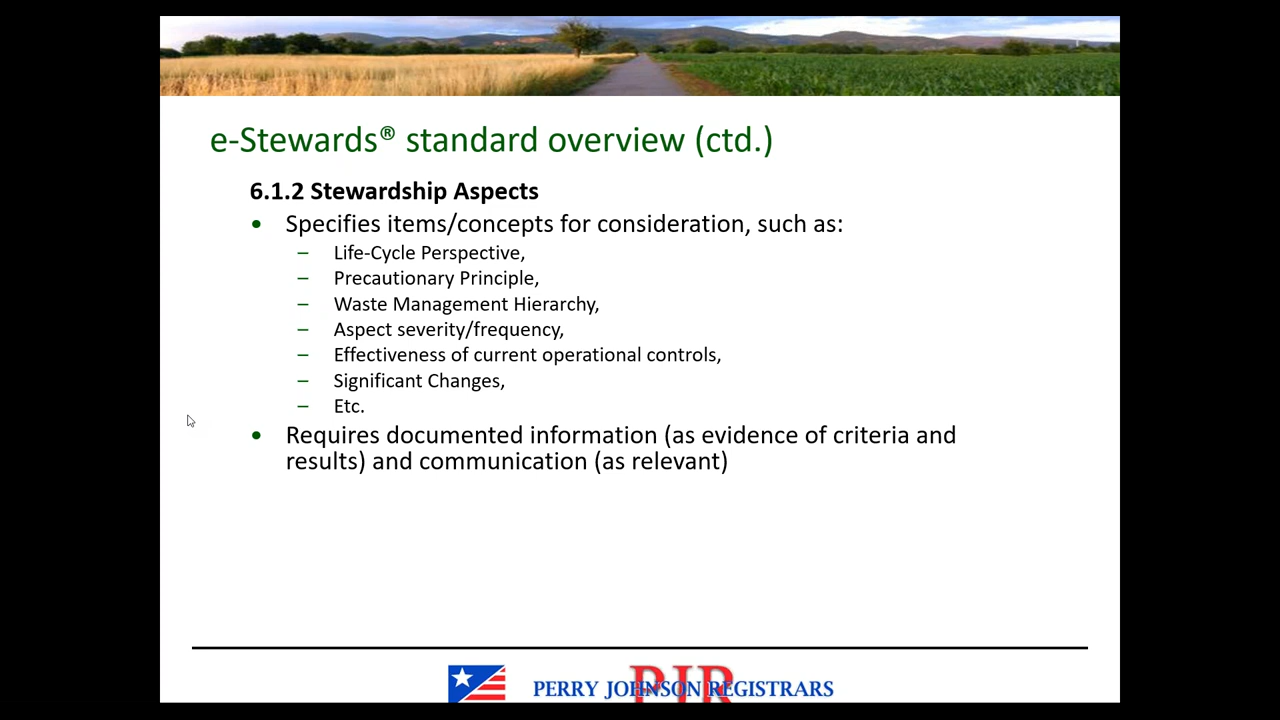 e-Stewards® standard overview (ctd.)
6.1.2 Stewardship Aspects
• Specifies items/concepts for consideration, such as:
– Life-Cycle Perspective,
– Precautionary Principle,
– Waste Management Hierarchy,
– Aspect severity/frequency,
– Effectiveness of current operational controls,
– Significant Changes,
– Etc.
• Requires documented information (as evidence of criteria and
results) and communication (as relevant)
PJR
PERRY JOHNSON REGISTRARS